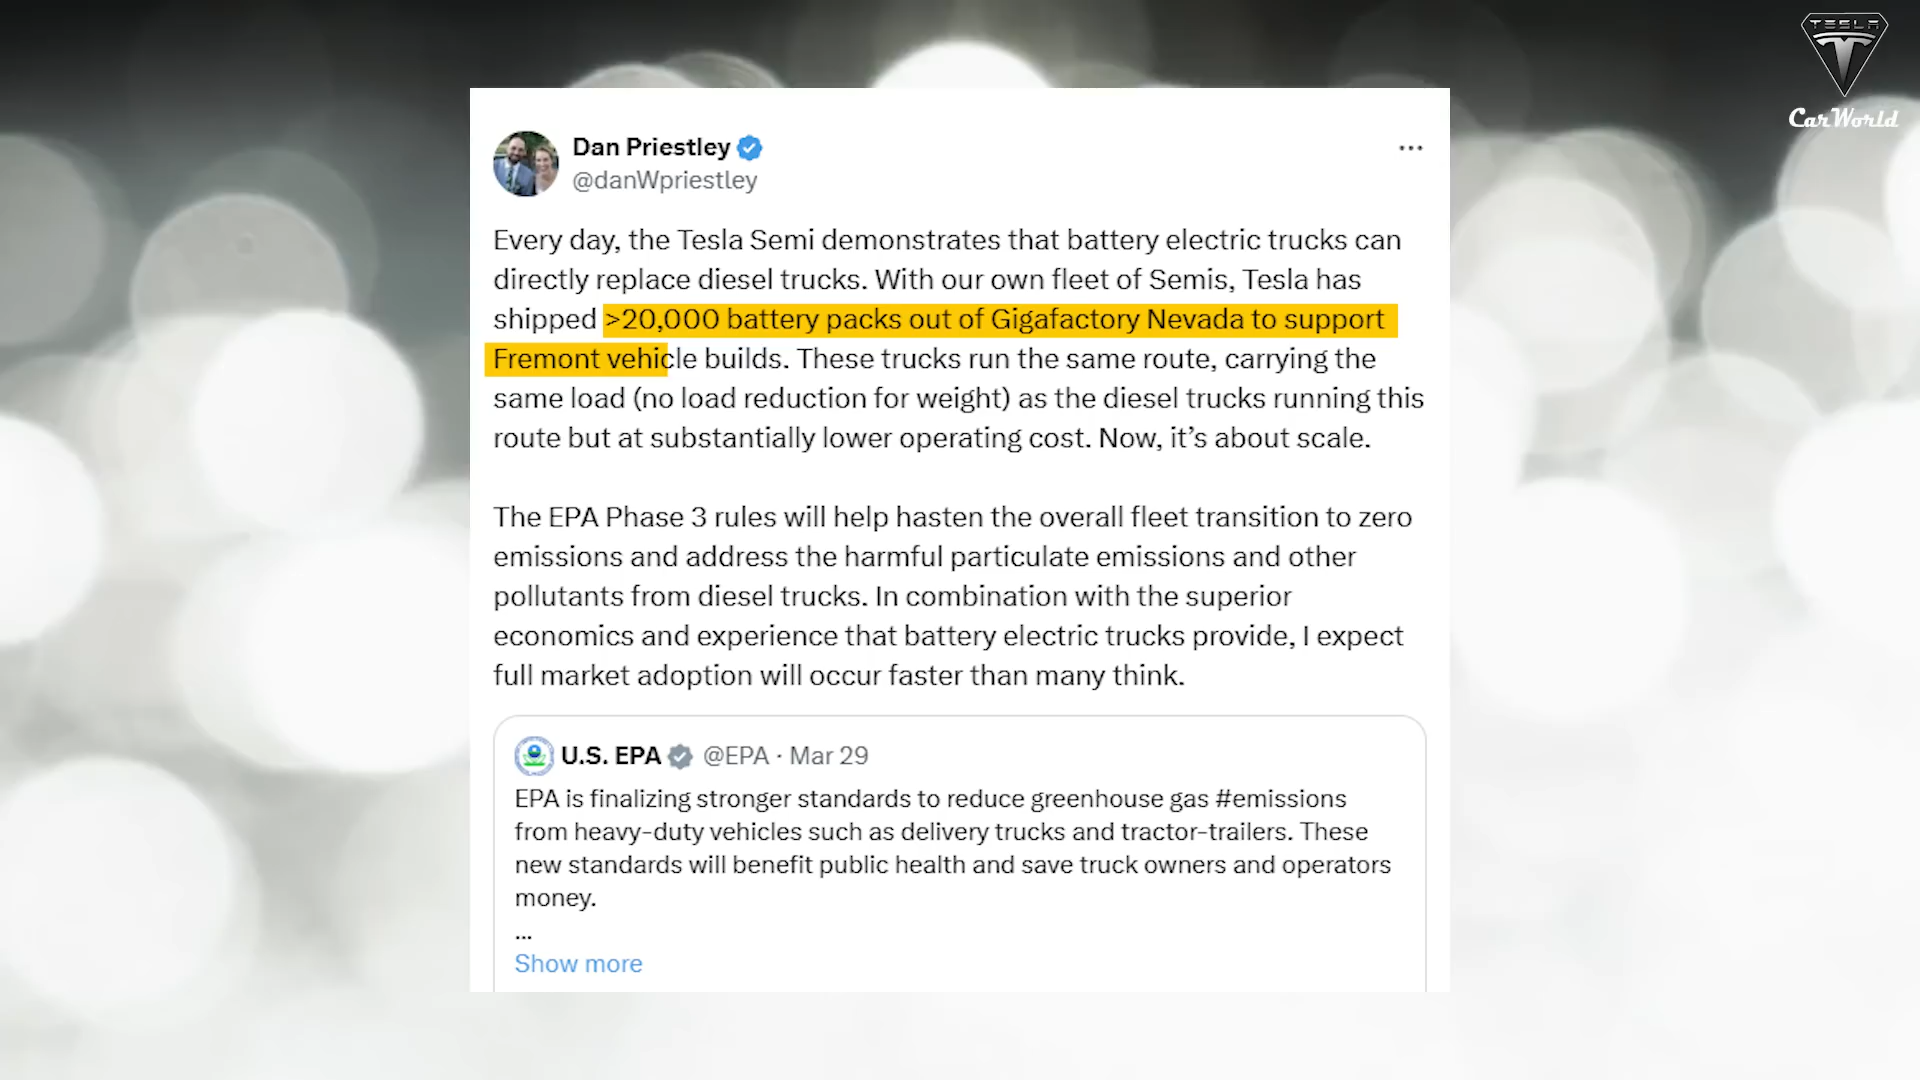 TESLA
CarWorld
Dan Priestley
@danWpriestley
Every day, the Tesla Semi demonstrates that battery electric trucks can
directly replace diesel trucks. With our own fleet of Semis, Tesla has
shipped >20,000 battery packs out of Gigafactory Nevada to support
Fremont vehicle builds. These trucks run the same route, carrying the
same load (no load reduction for weight) as the diesel trucks running this
route but at substantially lower operating cost. Now, it’s about scale.
The EPA Phase 3 rules will help hasten the overall fleet transition to zero
emissions and address the harmful particulate emissions and other
pollutants from diesel trucks. In combination with the superior
economics and experience that battery electric trucks provide, I expect
full market adoption will occur faster than many think.
U.S. EPA @EPA · Mar 29
EPA is finalizing stronger standards to reduce greenhouse gas #emissions
from heavy-duty vehicles such as delivery trucks and tractor-trailers. These
new standards will benefit public health and save truck owners and operators
money.
...
Show more